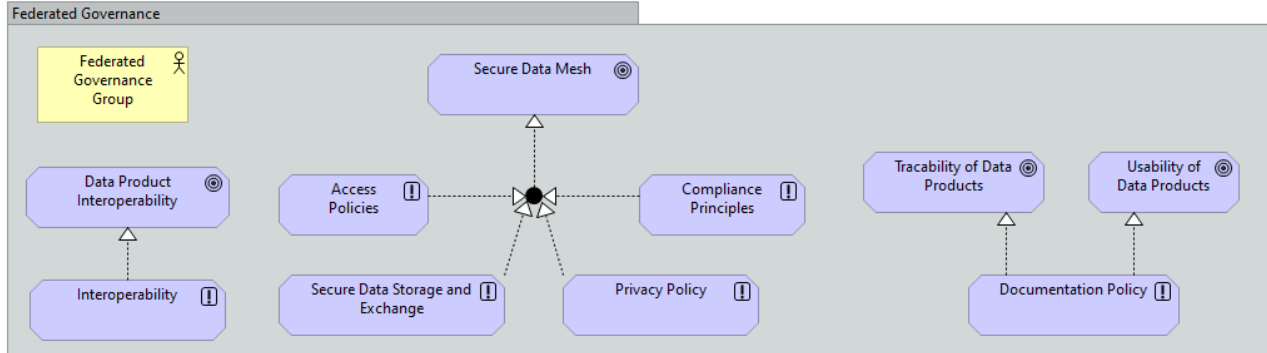 Federated Governance
Federated
Governance
Group
Secure Data Mesh
Data Product
Interoperability
Access
Policies
Compliance
Principles
Tracability of Data
Products
Usability of
Data Products
Interoperability
Secure Data Storage and
Exchange
Privacy Policy
Documentation Policy